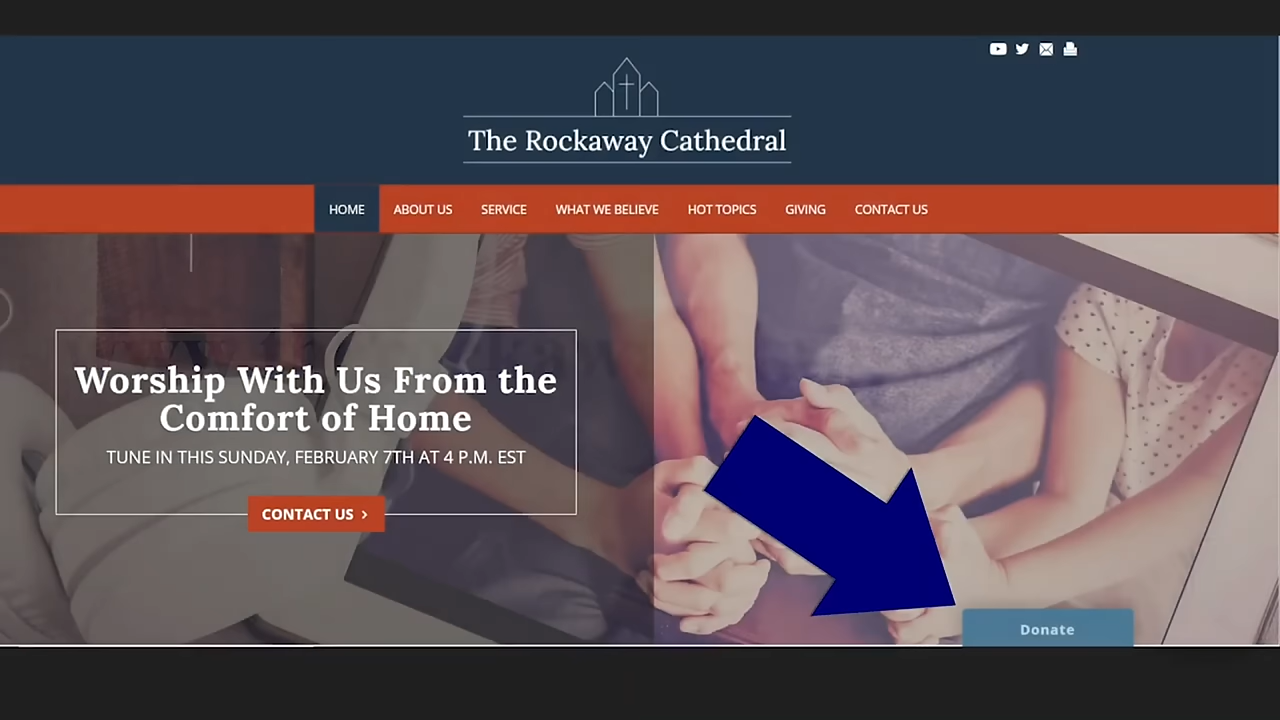 The Rockaway Cathedral
HOME ABOUT US SERVICE WHAT WE BELIEVE HOT TOPICS GIVING CONTACT US
Worship With Us From the
Comfort of Home
TUNE IN THIS SUNDAY, FEBRUARY 7TH AT 4 P.M. EST
CONTACT US >
Donate